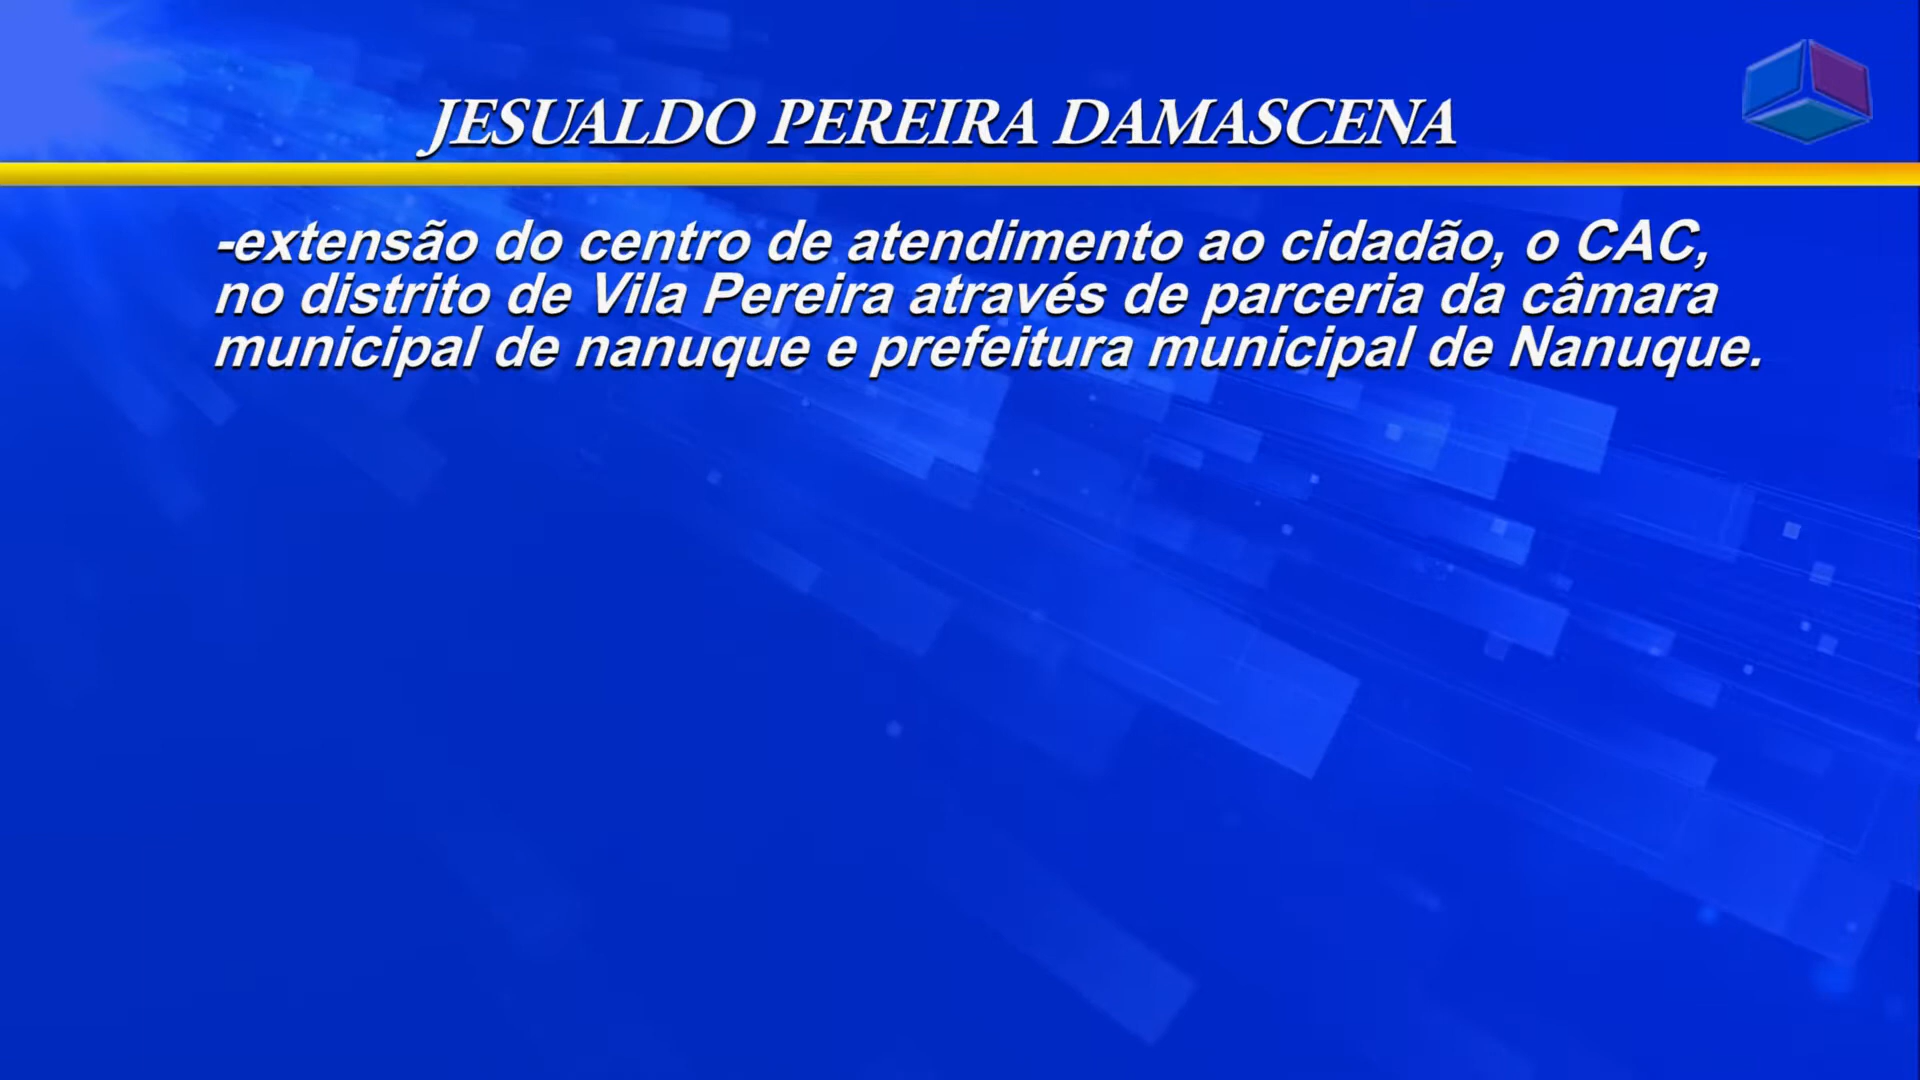 JESUALDO PEREIRA DAMASCENA
-extensão do centro de atendimento ao cidadão, o CAC,
no distrito de Vila Pereira através de parceria da câmara
municipal de nanuque e prefeitura municipal de Nanuque.